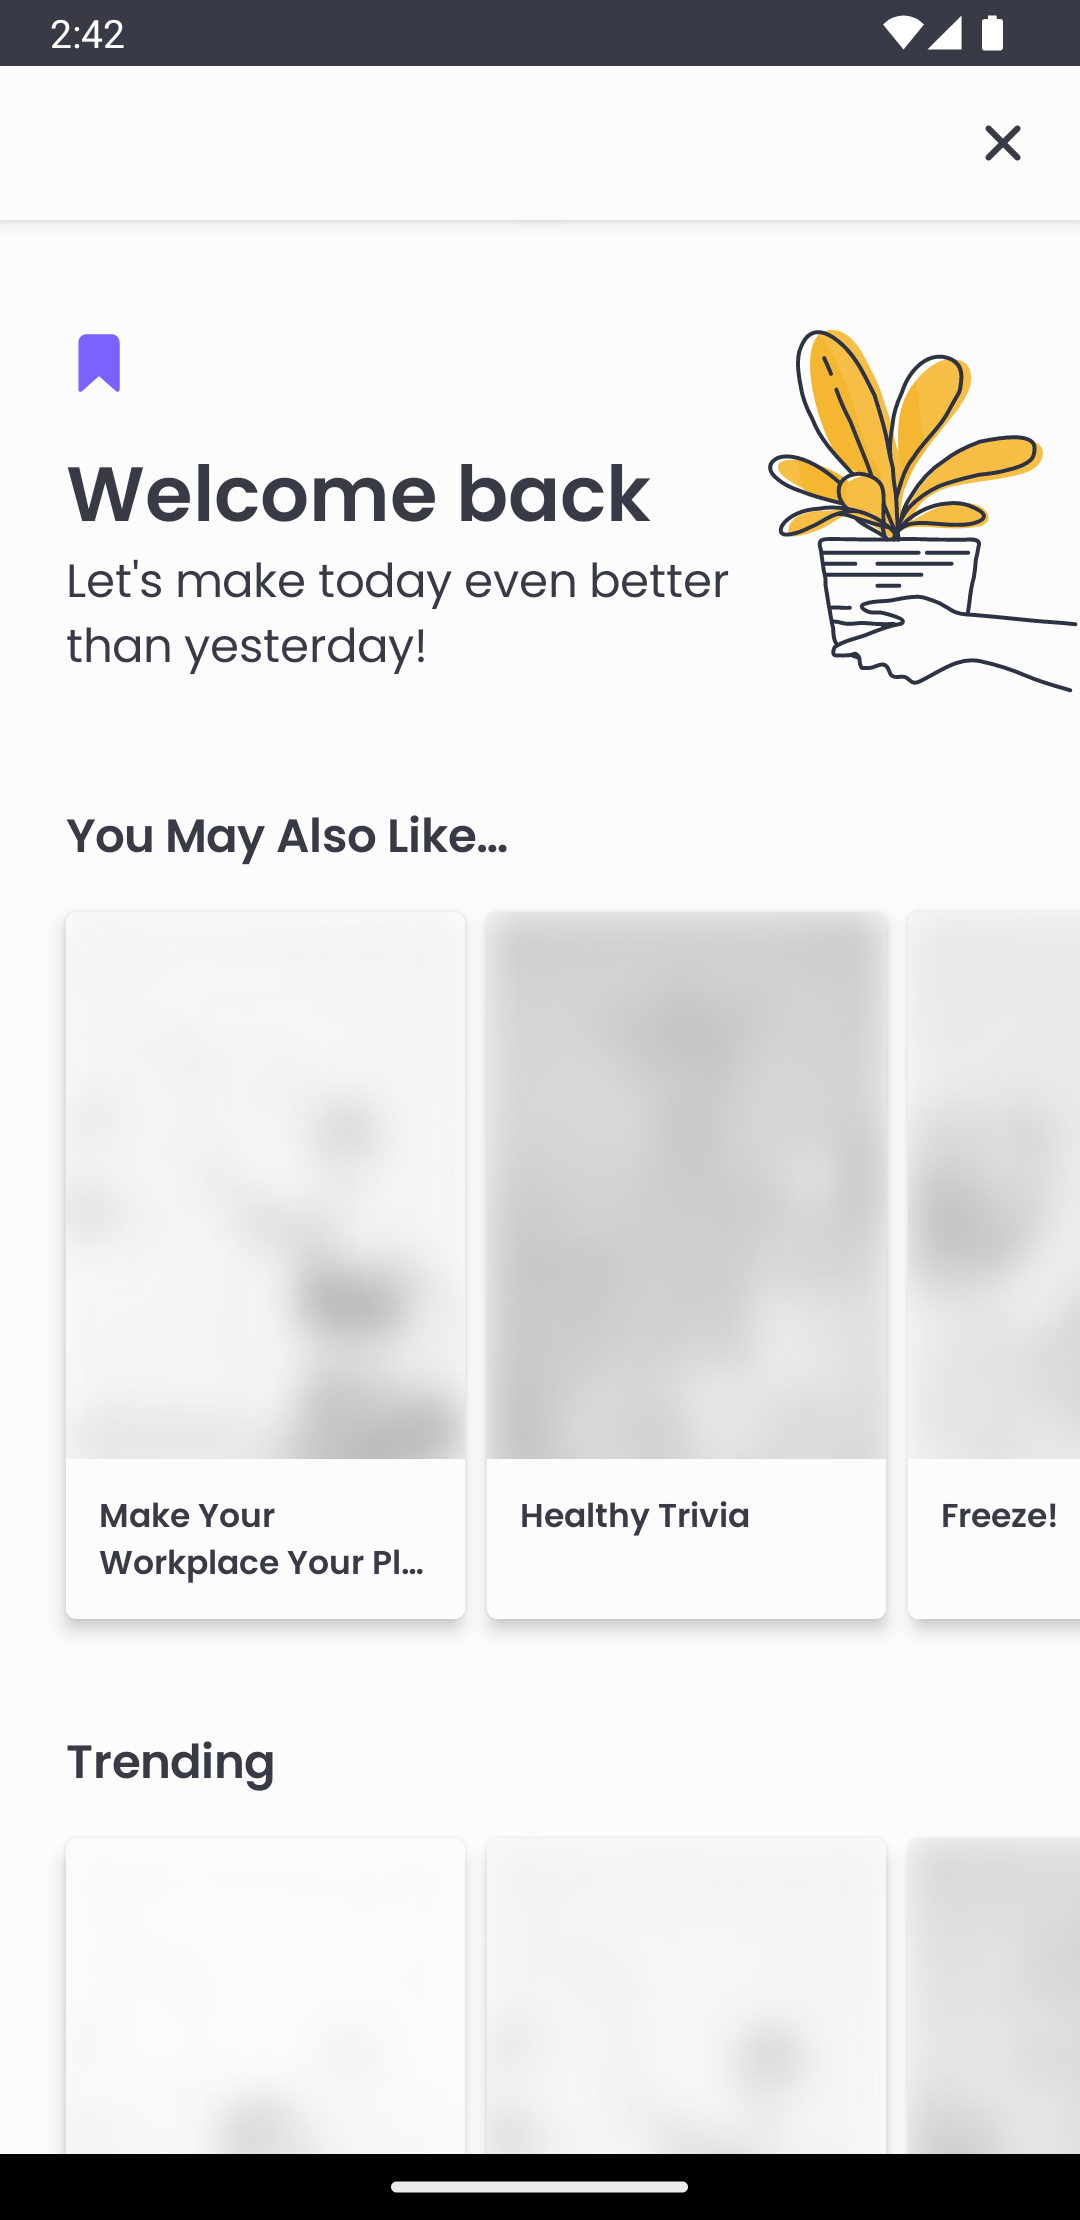 2:42
Welcome back
Let's make today even better
than yesterday!
You May Also Like...
Make Your
Workplace Your Pl...
Healthy Trivia
Freeze!
Trending